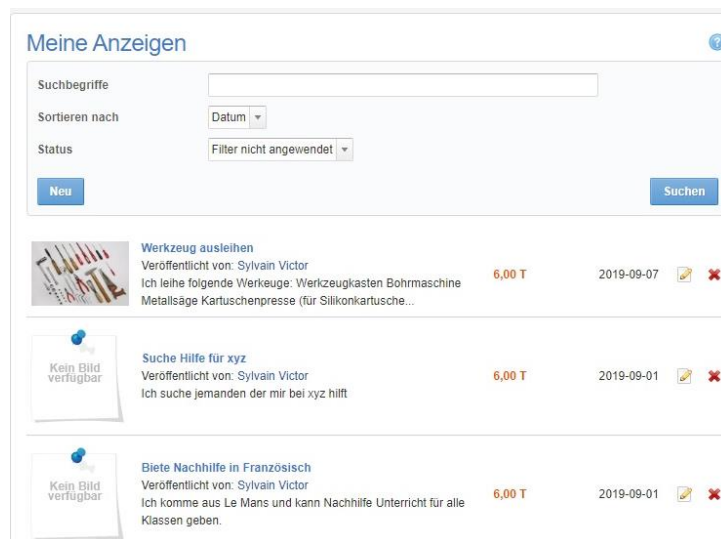 Meine Anzeigen
?
Suchbegriffe
Sortieren nach Datum
Status Filter nicht angewendet
Neu Suchen
Werkzeug ausleihen
Veröffentlicht von: Sylvain Victor
Ich leihe folgende Werkeuge: Werkzeugkasten Bohrmaschine
Metallsäge Kartuschenpresse (für Silikonkartusche...
6,00 T 2019-09-07
Kein Bild
verfügbar
Suche Hilfe für xyz
Veröffentlicht von: Sylvain Victor
Ich suche jemanden der mir bei xyz hilft
6,00 T 2019-09-01
Kein Bild
verfügbar
Biete Nachhilfe in Französisch
Veröffentlicht von: Sylvain Victor
Ich komme aus Le Mans und kann Nachhilfe Unterricht für alle
Klassen geben.
6,00 T 2019-09-01